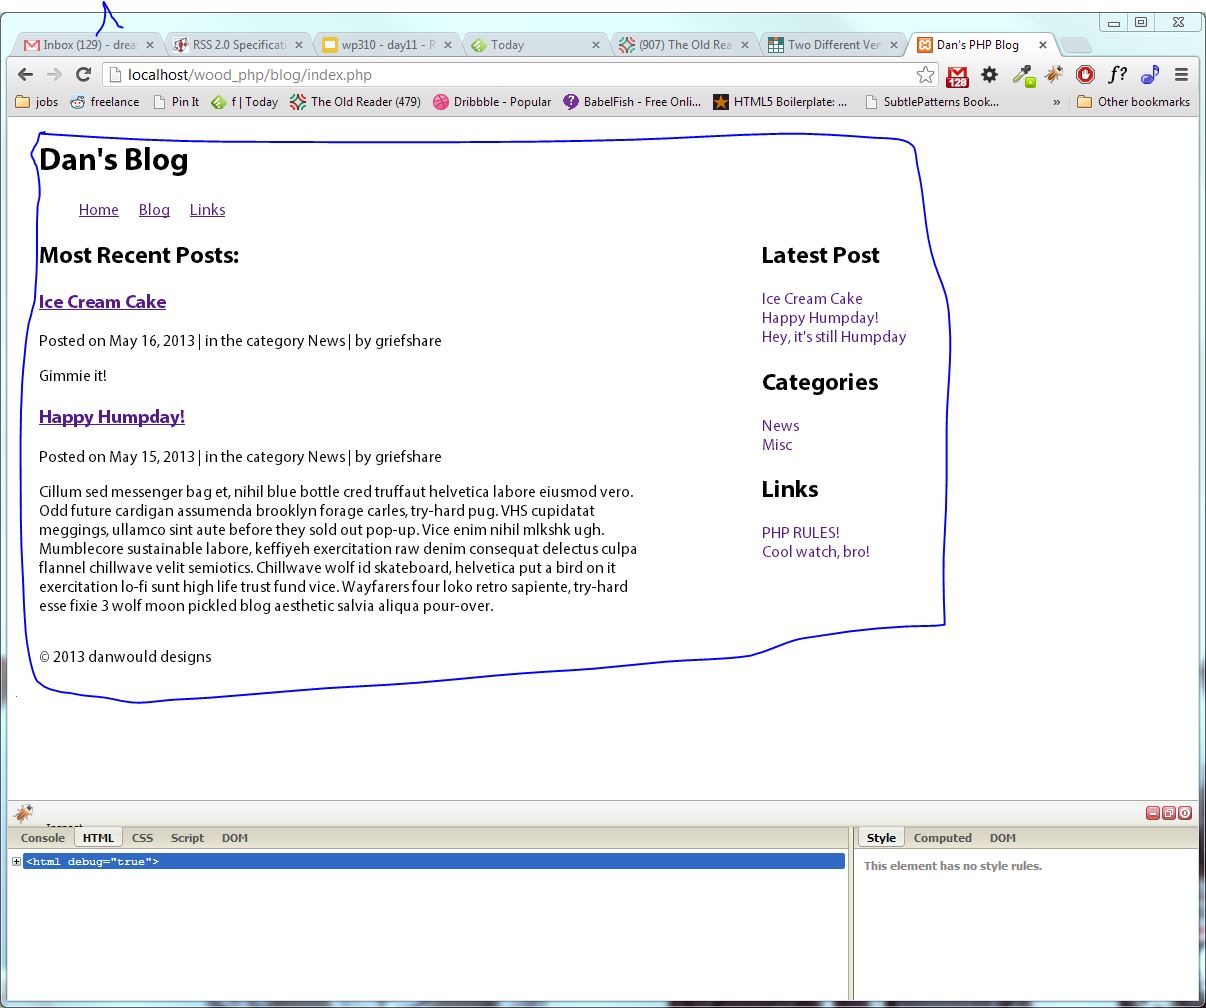 Inbox (129) - dreas
RSS 2.0 Specificati
wp310 - day11 - R
Today
(907) The Old Rea
Two Different Ver
Dan's PHP Blog
localhost/wood_php/blog/index.php
128
f?
jobs
freelance
Pin It
f | Today
The Old Reader (479)
Dribbble - Popular
BabelFish - Free Onli...
HTML5 Boilerplate: ...
SubtlePatterns Book...
»
Other bookmarks
Dan's Blog
Home Blog Links
Most Recent Posts:
Ice Cream Cake
Posted on May 16, 2013 | in the category News | by griefshare
Gimmie it!
Happy Humpday!
Posted on May 15, 2013 | in the category News | by griefshare
Cillum sed messenger bag et, nihil blue bottle cred truffaut helvetica labore eiusmod vero.
Odd future cardigan assumenda brooklyn forage carles, try-hard pug. VHS cupidatat
meggings, ullamco sint aute before they sold out pop-up. Vice enim nihil mlkshk ugh.
Mumblecore sustainable labore, keffiyeh exercitation raw denim consequat delectus culpa
flannel chillwave velit semiotics. Chillwave wolf id skateboard, helvetica put a bird on it
exercitation lo-fi sunt high life trust fund vice. Wayfarers four loko retro sapiente, try-hard
esse fixie 3 wolf moon pickled blog aesthetic salvia aliqua pour-over.
© 2013 danwould designs
Latest Post
Ice Cream Cake
Happy Humpday!
Hey, it's still Humpday
Categories
News
Misc
Links
PHP RULES!
Cool watch, bro!
Inspect
Console HTML CSS Script DOM
<html debug="true">
Style Computed DOM
This element has no style rules.